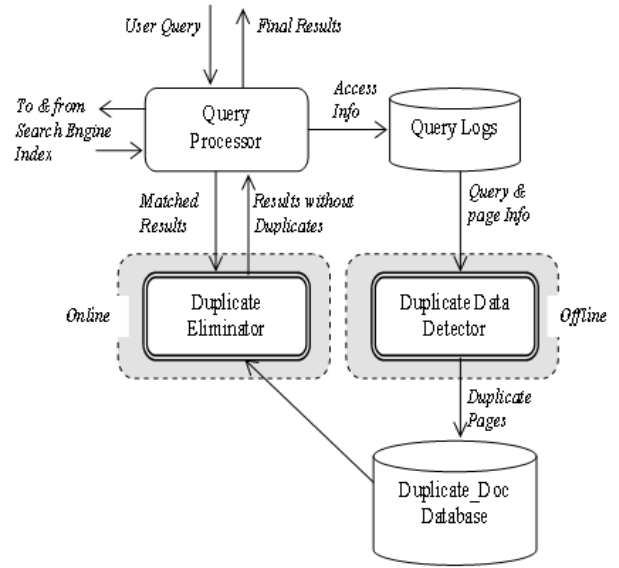 User Query
Final Results
To & from
Search Engine
Index
Query
Processor
Access
Info
Query Logs
Matched
Results
Results without
Duplicates
Query &
page Info
Online
Duplicate
Eliminator
Duplicate Data
Detector
Offline
Duplicate
Pages
Duplicate_Doc
Database